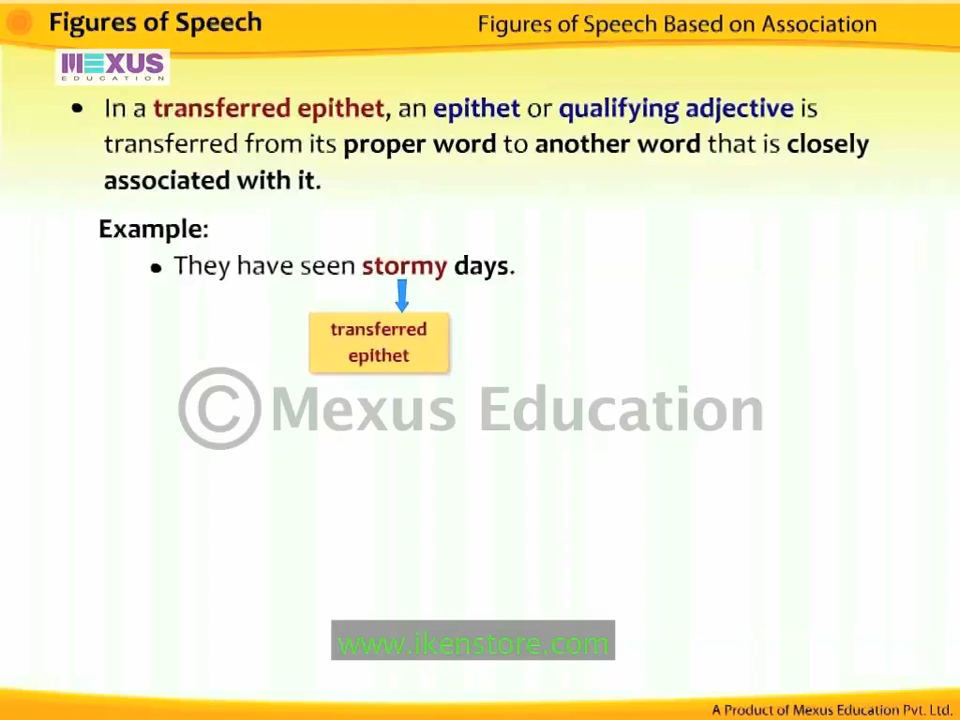 Figures of Speech
Figures of Speech Based on Association
MEXUS
EDUCATION
• In a transferred epithet, an epithet or qualifying adjective is
transferred from its proper word to another word that is closely
associated with it.
Example:
• They have seen stormy days.
transferred
epithet
© Mexus Education
www.ikenstore.com
A Product of Mexus Education Pvt. Ltd.